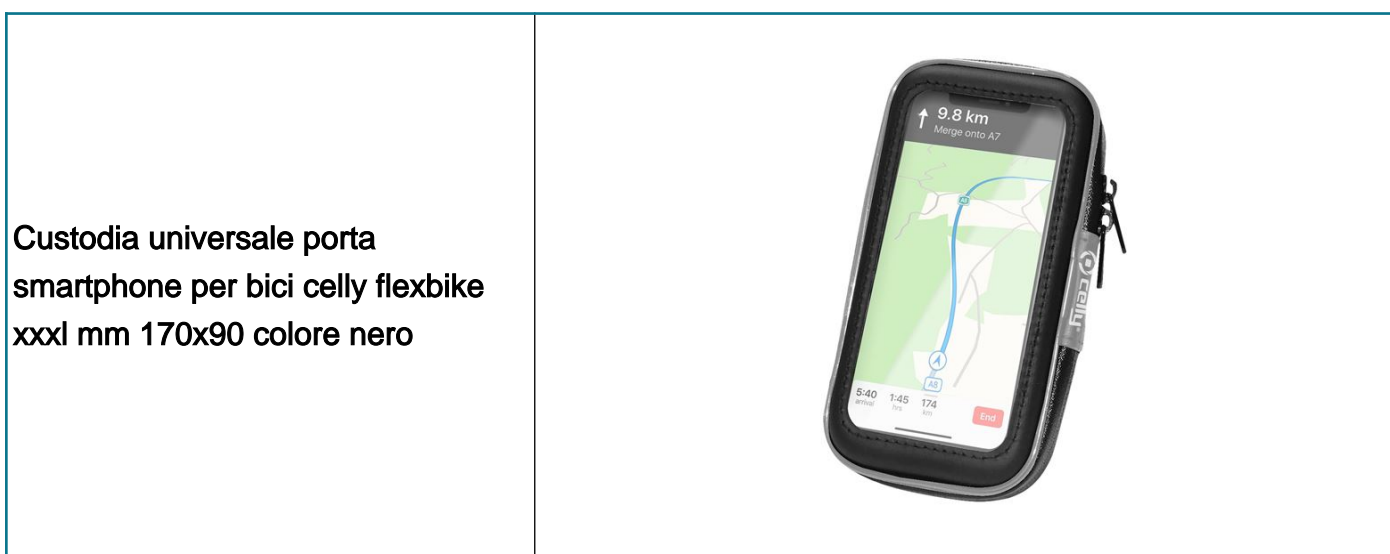 Custodia universale porta
smartphone per bici celly flexbike
xxxl mm 170x90 colore nero
9.8 km
Merge onto A7
A8
5:40
arrival
1:45
hrs
174
km
End
celly